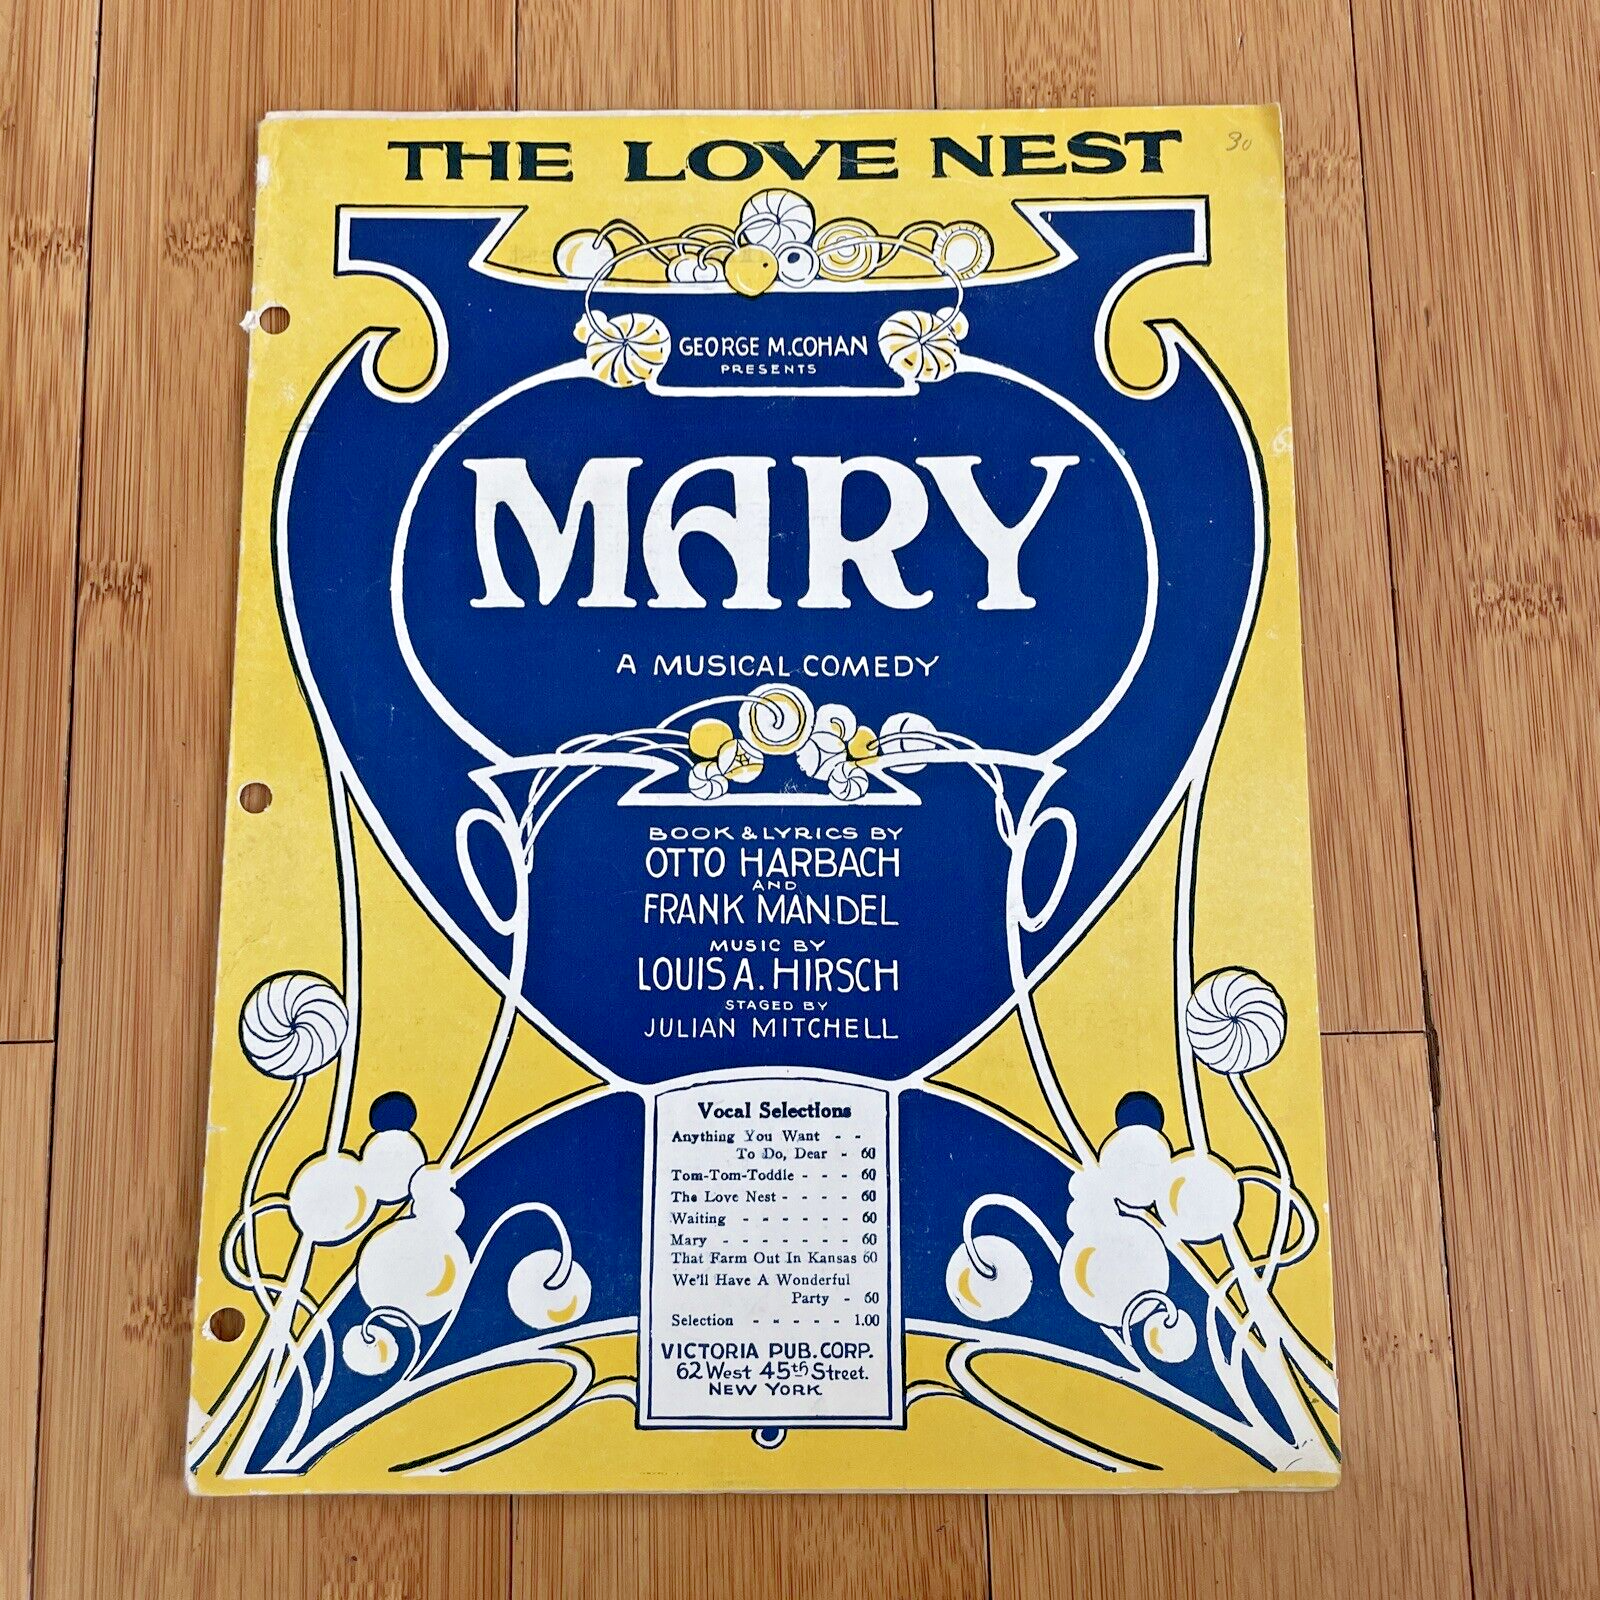 THE LOVE NEST
30
GEORGE M. COHAN
PRESENTS
MARY
A MUSICAL COMEDY
BOOK & LYRICS BY
OTTO HARBACH
AND
FRANK MANDEL
MUSIC BY
LOUIS A. HIRSCH
STAGED BY
JULIAN MITCHELL
Vocal Selections
Anything You Want - -
To Do, Dear - 60
Tom-Tom-Toddle - - - 60
The Love Nest - - - - 60
Waiting - - - - - - 60
Mary - - - - - - - 60
That Farm Out In Kansas 60
We'll Have A Wonderful
Party - 60
Selection - - - - - 1.00
VICTORIA PUB. CORP.
62 West 45th Street.
NEW YORK